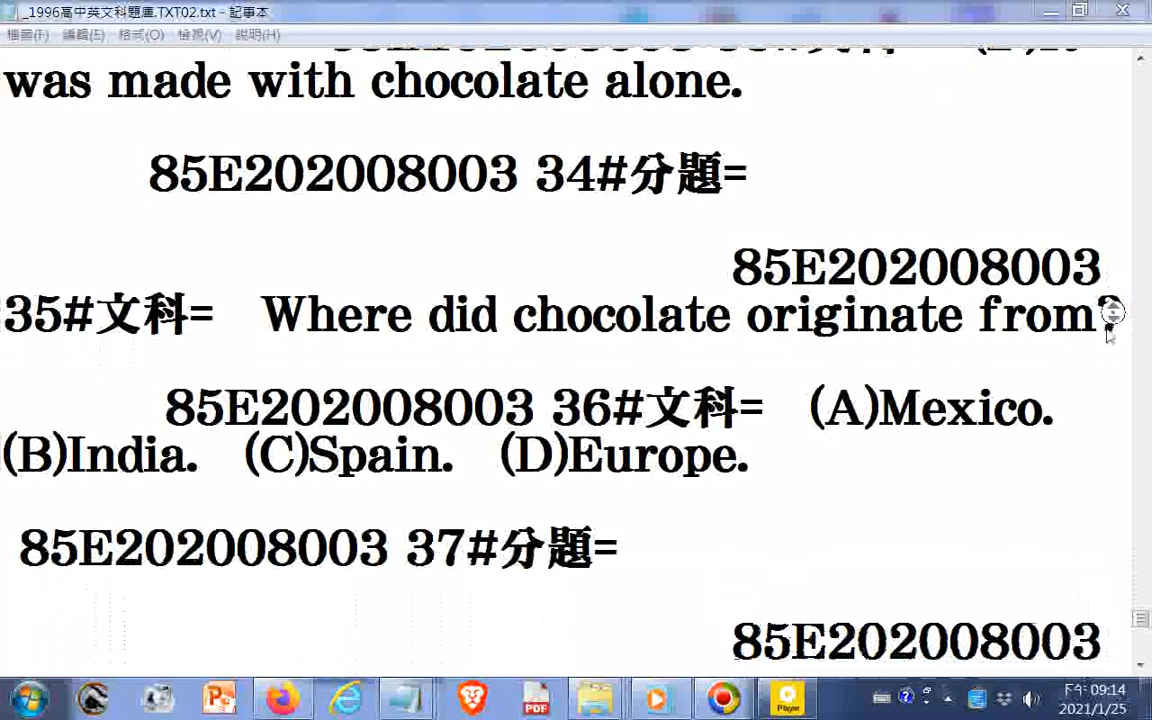 _1996高中英文科題庫.TXT02.txt - 記事本
檔案(F) 編輯(E) 格式(O) 檢視(V) 說明(H)
was made with chocolate alone.
85E202008003 34#分題=
85E202008003
35#文科= Where did chocolate originate from?
85E202008003 36#文科= (A)Mexico.
(B)India. (C)Spain. (D)Europe.
85E202008003 37#分題=
85E202008003
PDF
Player
下午 09:14
2021/1/25